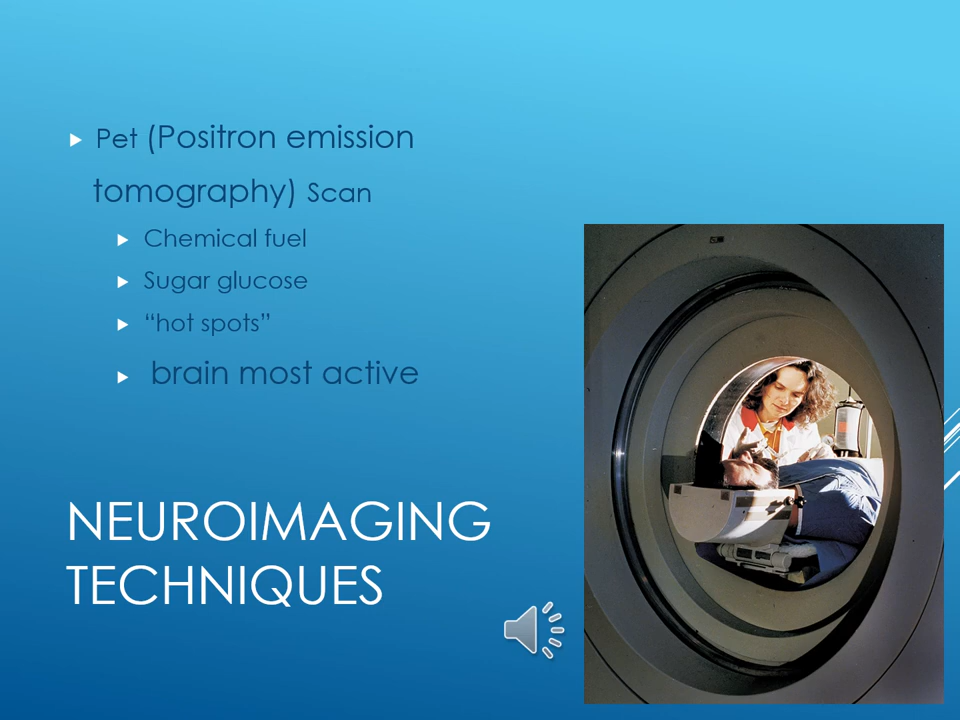 Pet (Positron emission
tomography) Scan
Chemical fuel
Sugar glucose
“hot spots”
brain most active
NEUROIMAGING
TECHNIQUES